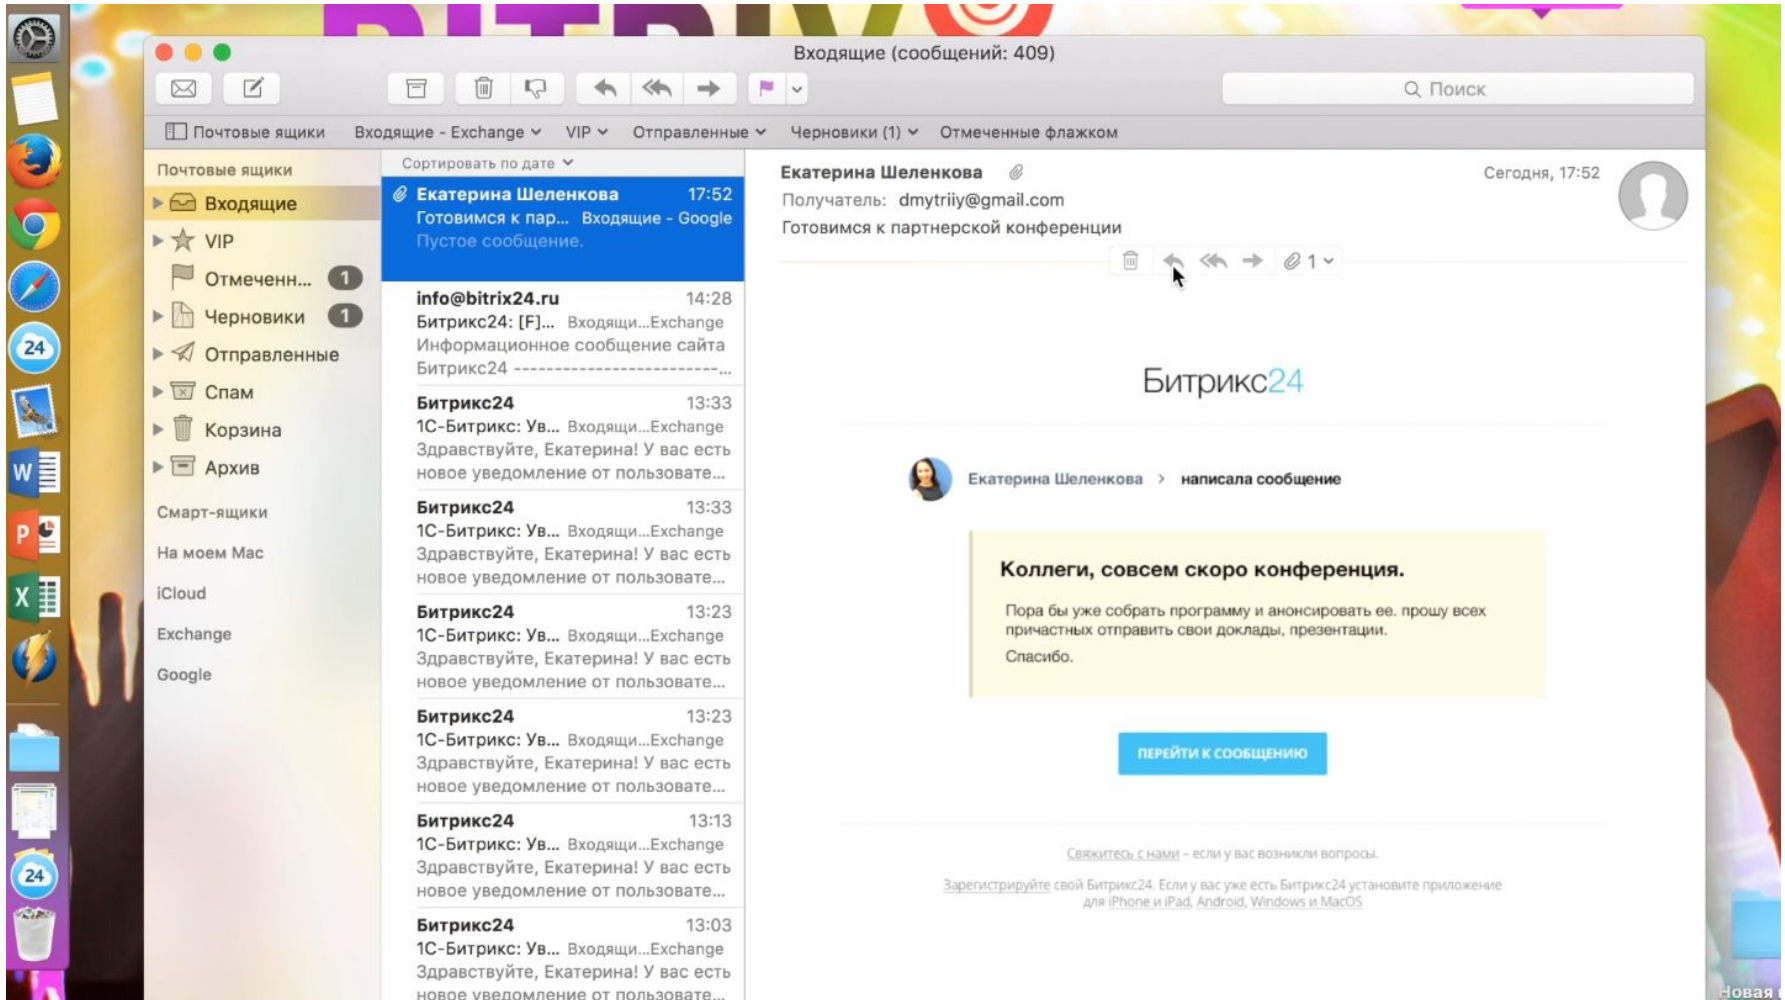 Входящие (сообщений: 409)
Поиск
Почтовые ящики Входящие - Exchange VIP Отправленные Черновики (1) Отмеченные флажком
Почтовые ящики
Входящие
VIP
Отмеченн... 1
Черновики 1
Отправленные
Спам
Корзина
Архив
Смарт-ящики
На моем Mac
iCloud
Exchange
Google
Сортировать по дате
Екатерина Шеленкова 17:52
Готовимся к пар... Входящие - Google
Пустое сообщение.
info@bitrix24.ru 14:28
Битрикс24: [F]... Входящи...Exchange
Информационное сообщение сайта
Битрикс24 -------------------------...
Битрикс24 13:33
1С-Битрикс: Ув... Входящи...Exchange
Здравствуйте, Екатерина! У вас есть
новое уведомление от пользовате...
Битрикс24 13:33
1С-Битрикс: Ув... Входящи...Exchange
Здравствуйте, Екатерина! У вас есть
новое уведомление от пользовате...
Битрикс24 13:23
1С-Битрикс: Ув... Входящи...Exchange
Здравствуйте, Екатерина! У вас есть
новое уведомление от пользовате...
Битрикс24 13:23
1С-Битрикс: Ув... Входящи...Exchange
Здравствуйте, Екатерина! У вас есть
новое уведомление от пользовате...
Битрикс24 13:13
1С-Битрикс: Ув... Входящи...Exchange
Здравствуйте, Екатерина! У вас есть
новое уведомление от пользовате...
Битрикс24 13:03
1С-Битрикс: Ув... Входящи...Exchange
Здравствуйте, Екатерина! У вас есть
новое уведомление от пользовате...
Екатерина Шеленкова Сегодня, 17:52
Получатель: dmytriiy@gmail.com
Готовимся к партнерской конференции
1
Битрикс24
Екатерина Шеленкова > написала сообщение
Коллеги, совсем скоро конференция.
Пора бы уже собрать программу и анонсировать ее. прошу всех
причастных отправить свои доклады, презентации.
Спасибо.
ПЕРЕЙТИ К СООБЩЕНИЮ
Свяжитесь с нами – если у вас возникли вопросы.
Зарегистрируйте свой Битрикс24. Если у вас уже есть Битрикс24 установите приложение
для iPhone и iPad, Android, Windows и MacOS
24
W
P
X
24
Новая